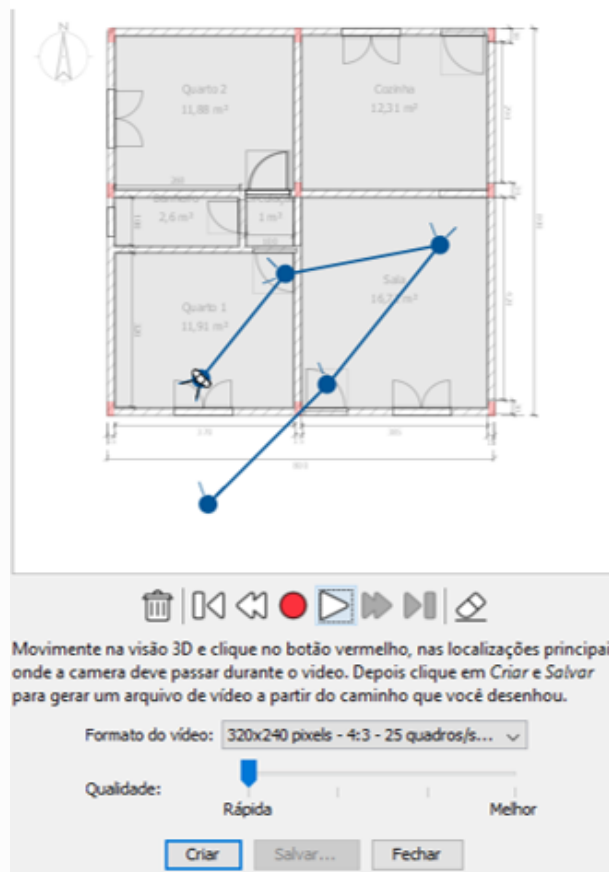 N
Quarto 2
11,88 m²
Cozinha
12,31 m²
2,6 m²
1 m²
Sala
Quarto 1
11,91 m²
Movimente na visão 3D e clique no botão vermelho, nas localizações principai
onde a camera deve passar durante o video. Depois clique em Criar e Salvar
para gerar um arquivo de vídeo a partir do caminho que você desenhou.
Formato do vídeo: 320x240 pixels - 4:3 - 25 quadros/s...
Qualidade:
Rápida Melhor
Criar Salvar... Fechar